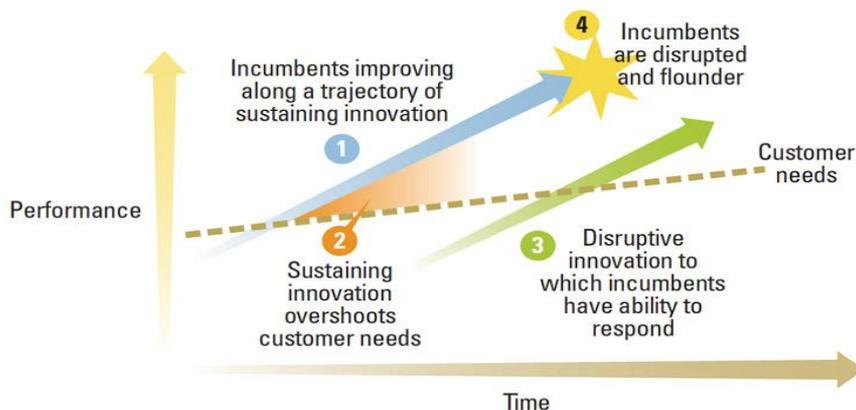 4
Incumbents
are disrupted
and flounder
Incumbents improving
along a trajectory of
sustaining innovation
1
Customer
needs
Performance
2
Sustaining
innovation
overshoots
customer needs
3
Disruptive
innovation to
which incumbents
have ability to
respond
Time